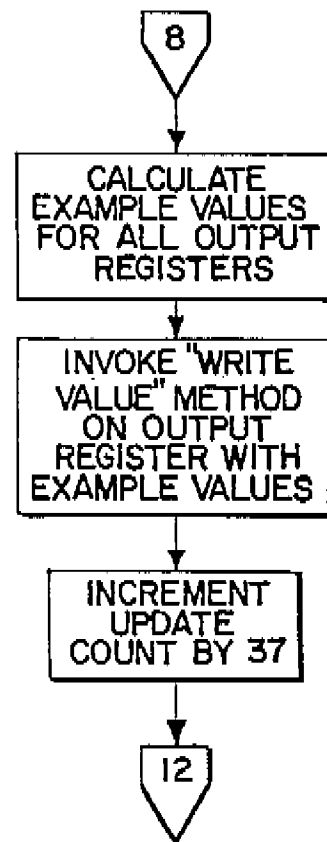 8
CALCULATE
EXAMPLE VALUES
FOR ALL OUTPUT
REGISTERS
INVOKE "WRITE
VALUE" METHOD
ON OUTPUT
REGISTER WITH
EXAMPLE VALUES
INCREMENT
UPDATE
COUNT BY 37
12